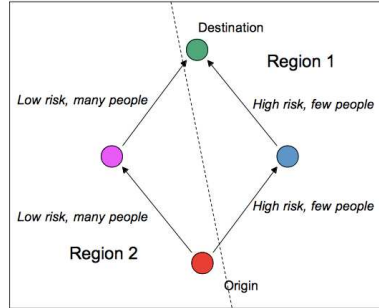 Destination
Region 1
Low risk, many people
High risk, few people
Low risk, many people
High risk, few people
Region 2
Origin